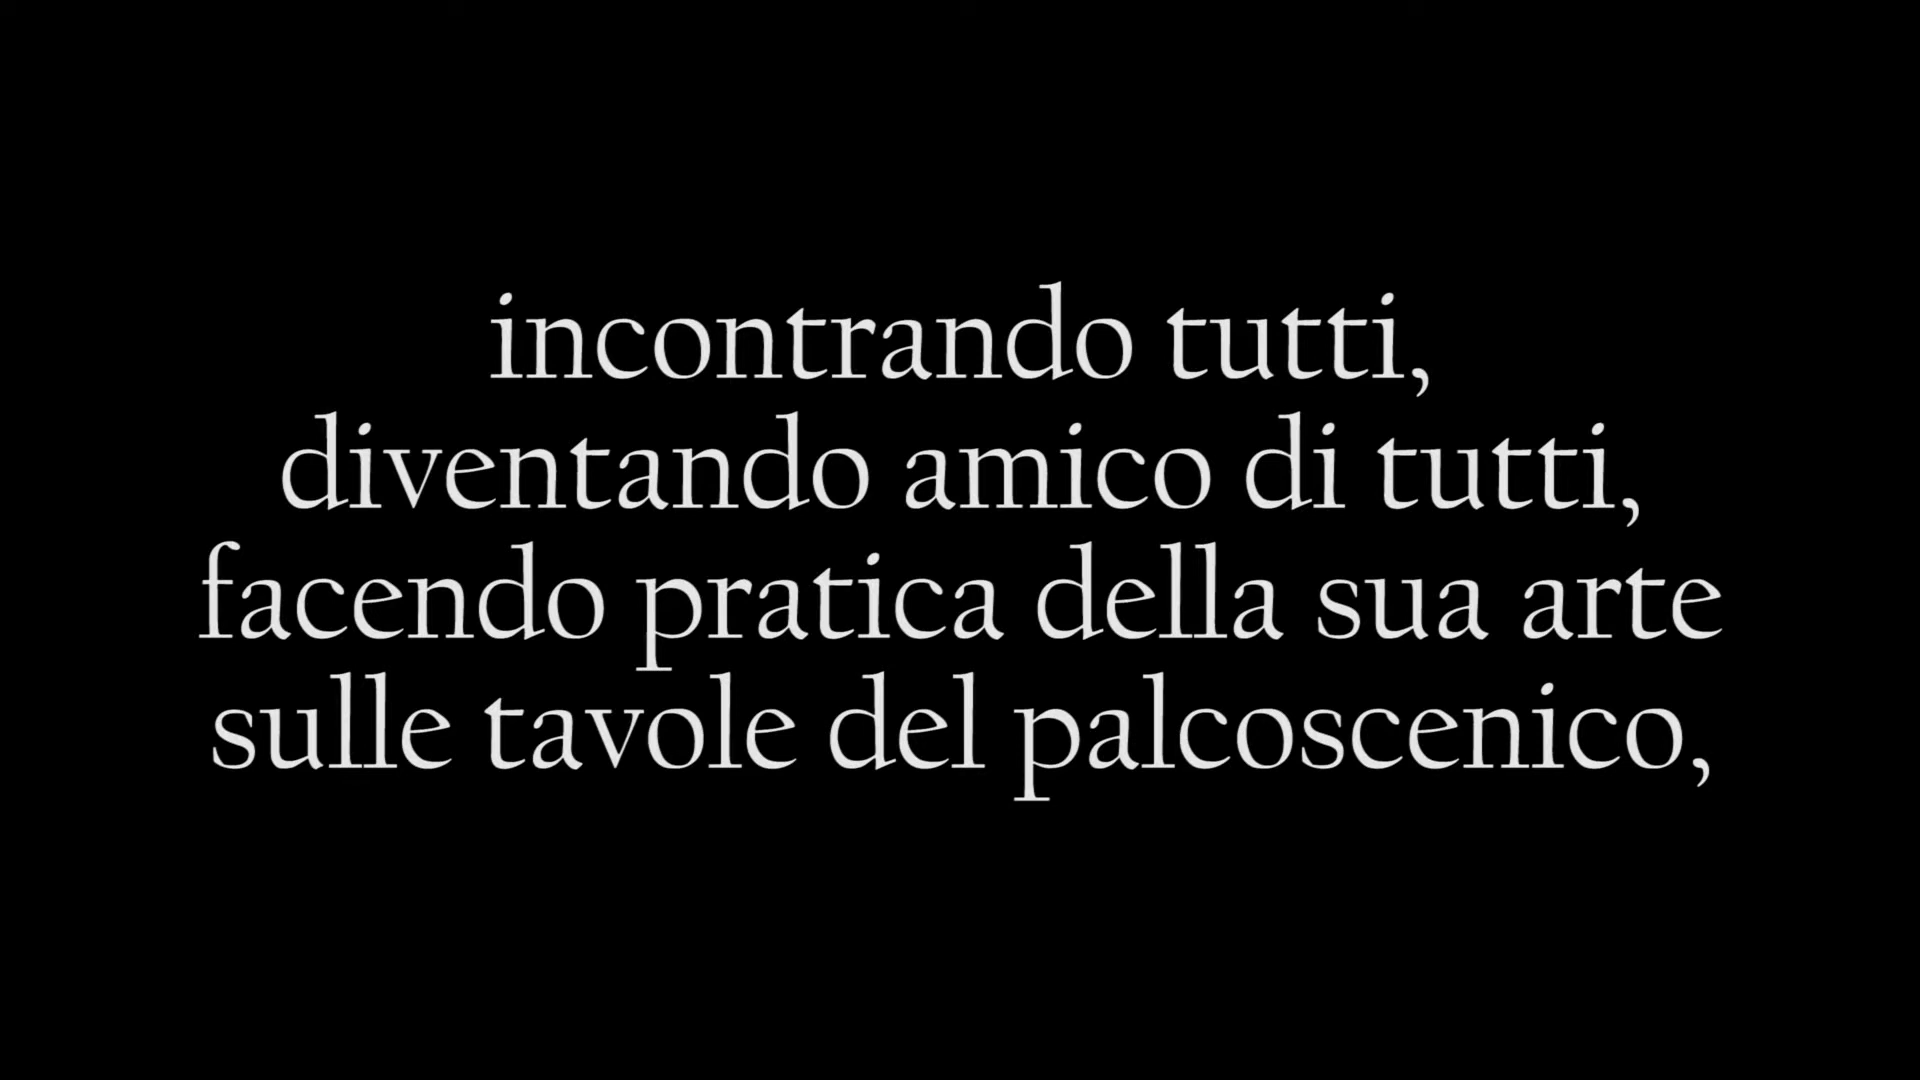 incontrando tutti,
diventando amico di tutti,
facendo pratica della sua arte
sulle tavole del palcoscenico,